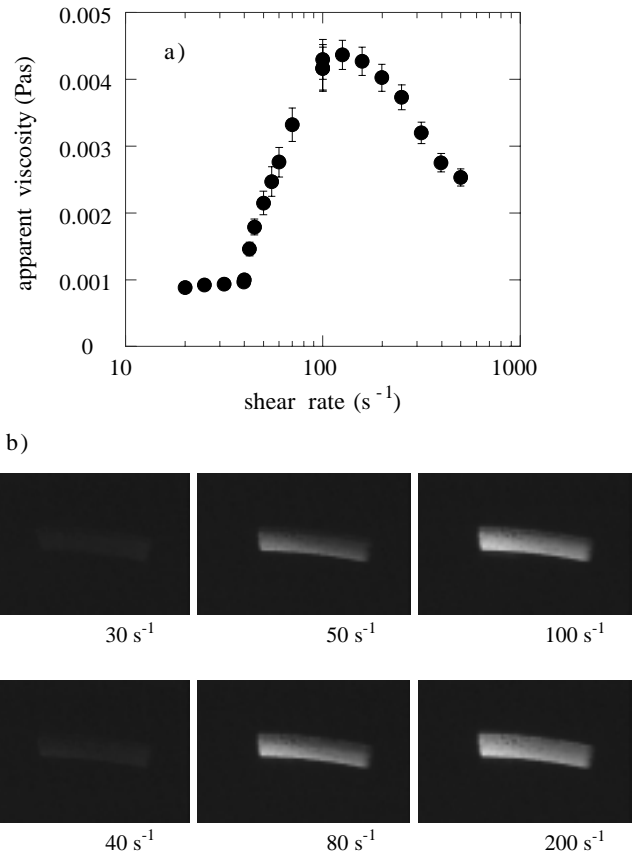 a)
apparent viscosity (Pas)
0.005
0.004
0.003
0.002
0.001
0
10
100
1000
shear rate (s⁻¹)
b)
30 s⁻¹
50 s⁻¹
100 s⁻¹
40 s⁻¹
80 s⁻¹
200 s⁻¹